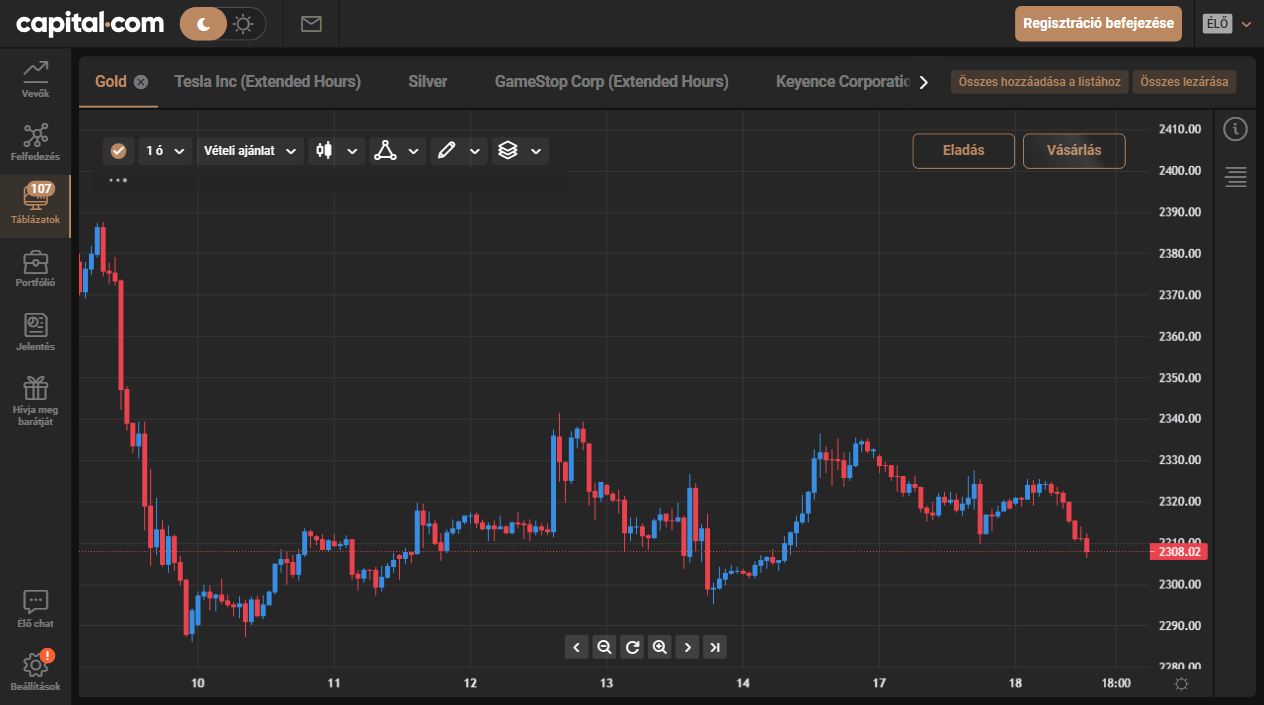 capital.com
Regisztráció befejezése
ÉLŐ
Vevők
Felfedezés
107
Táblázatok
Portfólió
Jelentés
Hívja meg
barátját
Élő chat
!
Beállítások
Gold
Tesla Inc (Extended Hours)
Silver
GameStop Corp (Extended Hours)
Keyence Corporatic
Összes hozzáadása a listához
Összes lezárása
1 ó
Vételi ajánlat
Eladás
Vásárlás
2410.00
2400.00
2390.00
2380.00
2370.00
2360.00
2350.00
2340.00
2330.00
2320.00
2310.00
2308.02
2300.00
2290.00
2280.00
10
11
12
13
14
17
18
18:00